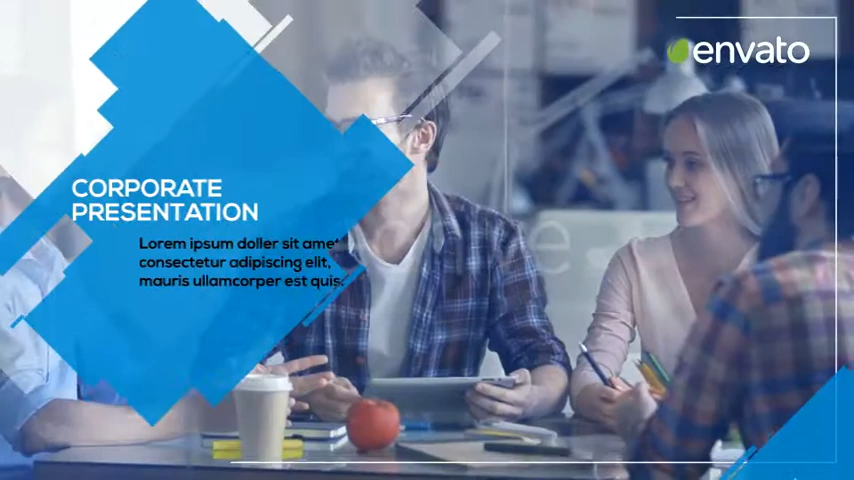 envato
CORPORATE
PRESENTATION
Lorem ipsum doller sit amet
consectetur adipiscing elit,
mauris ullamcorper est quis.